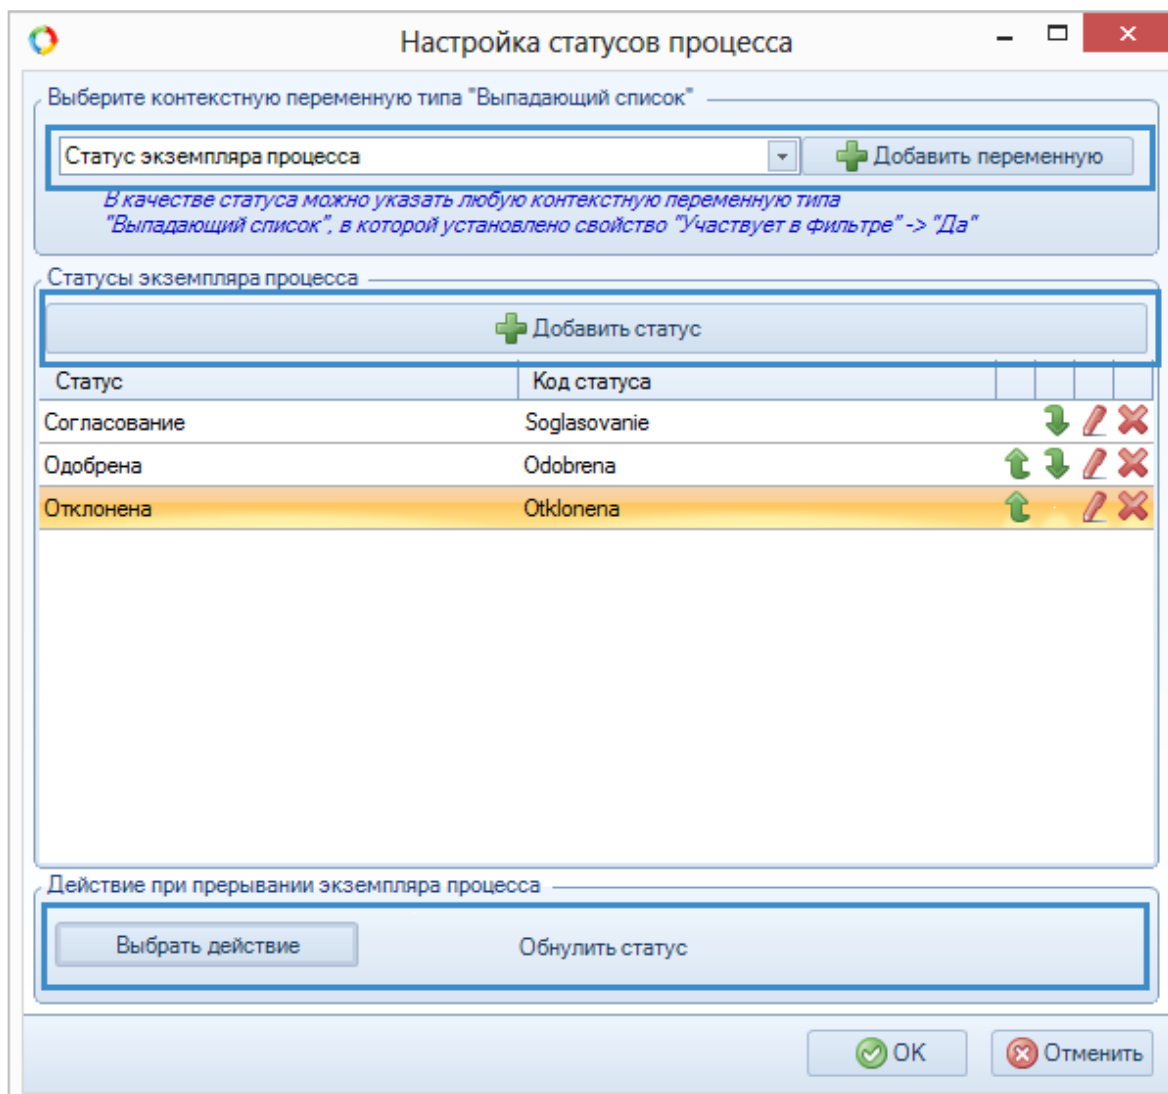 Настройка статусов процесса
Выберите контекстную переменную типа "Выпадающий список"
Статус экземпляра процесса
Добавить переменную
В качестве статуса можно указать любую контекстную переменную типа
"Выпадающий список", в которой установлено свойство "Участвует в фильтре" -> "Да"
Статусы экземпляра процесса
Добавить статус
Статус Код статуса
Согласование Soglasovanie
Одобрена Odobrena
Отклонена Otklonena
Действие при прерывании экземпляра процесса
Выбрать действие Обнулить статус
OK Отменить